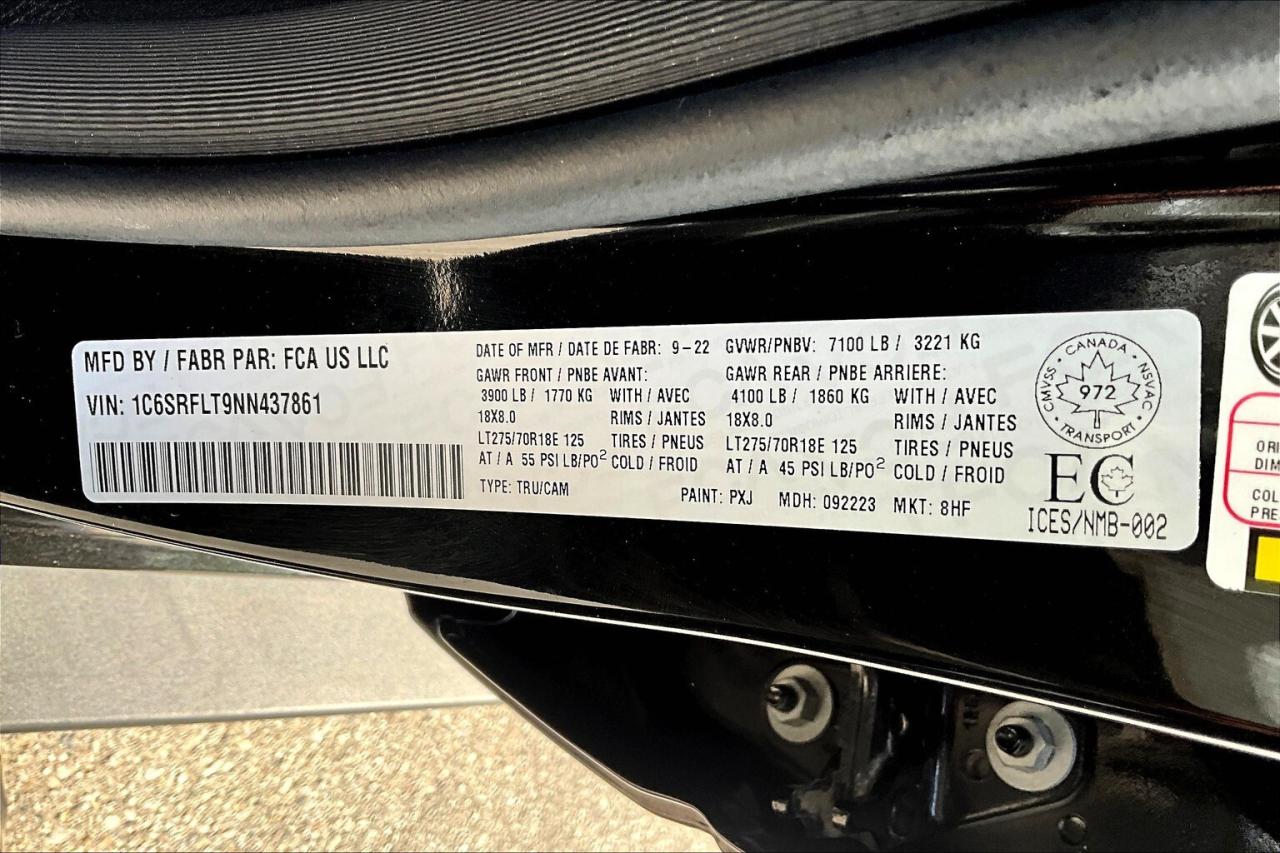 MFD BY / FABR PAR: FCA US LLC
VIN: 1C6SRFLT9NN437861
DATE OF MFR / DATE DE FABR: 9-22
GVWR/PNBV: 7100 LB / 3221 KG
GAWR FRONT / PNBE AVANT:
3900 LB / 1770 KG WITH / AVEC
18X8.0 RIMS / JANTES
LT275/70R18E 125 TIRES / PNEUS
AT / A 55 PSI LB/PO² COLD / FROID
GAWR REAR / PNBE ARRIERE:
4100 LB / 1860 KG WITH / AVEC
18X8.0 RIMS / JANTES
LT275/70R18E 125 TIRES / PNEUS
AT / A 45 PSI LB/PO² COLD / FROID
TYPE: TRU/CAM PAINT: PXJ MDH: 092223 MKT: 8HF
CANADA
CMVSS
NSVAC
972
TRANSPORT
EC
ICES/NMB-002
ORI
DIM
COL
PRE